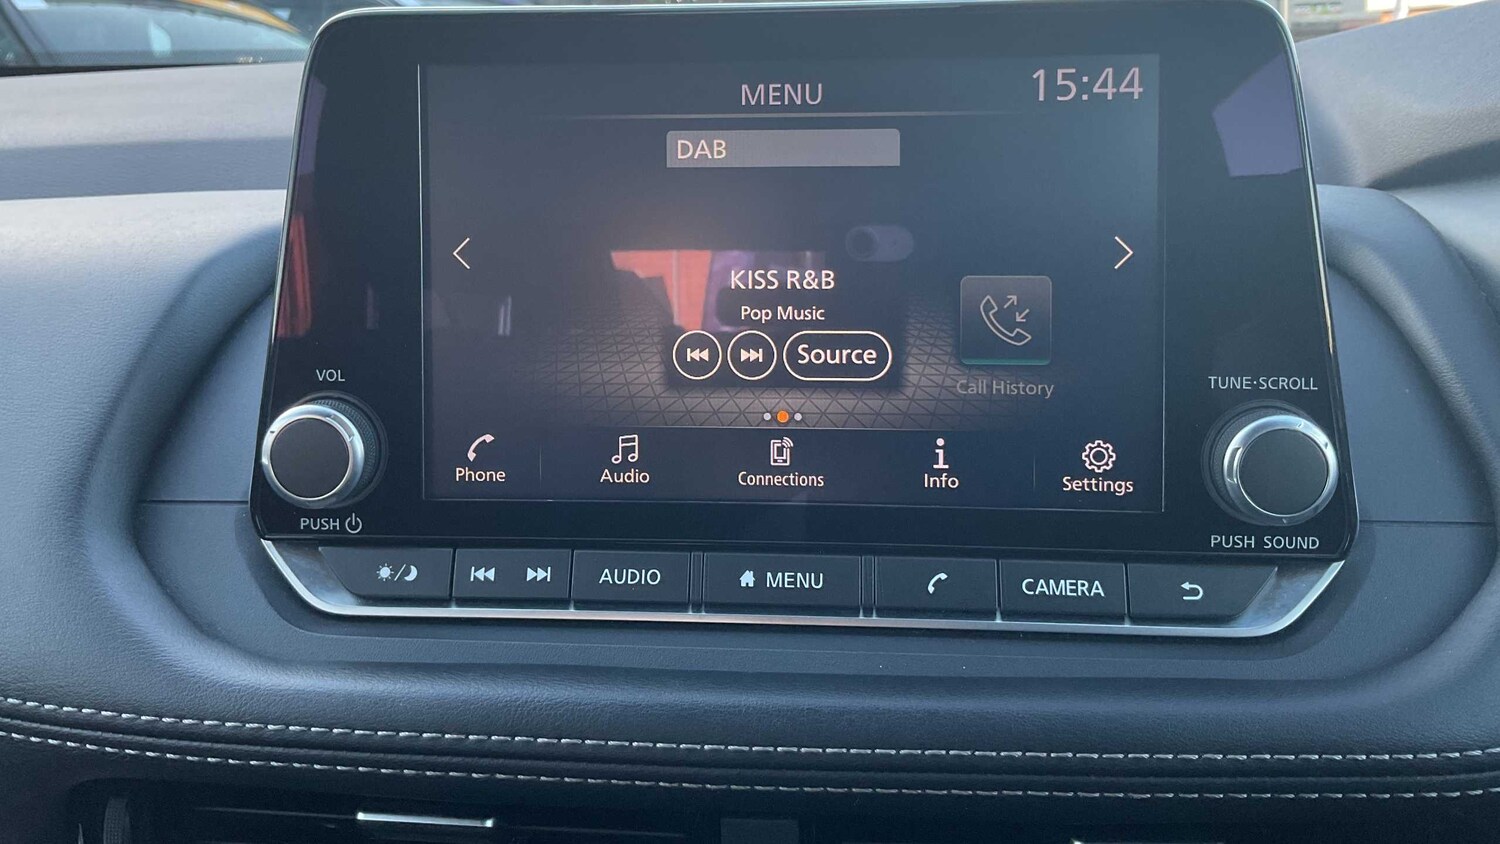 MENU
15:44
DAB
KISS R&B
Pop Music
Source
Call History
Phone
Audio
Connections
Info
Settings
VOL
PUSH
TUNE·SCROLL
PUSH SOUND
AUDIO
MENU
CAMERA